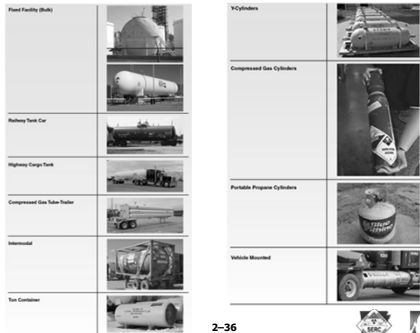 Fixed Facility (Bulk)
Railway Tank Car
Highway Cargo Tank
Compressed Gas Tube-Trailer
Intermodal
Ton Container
Y-Cylinders
Compressed Gas Cylinders
Portable Propane Cylinders
Vehicle Mounted
2–36
SERC